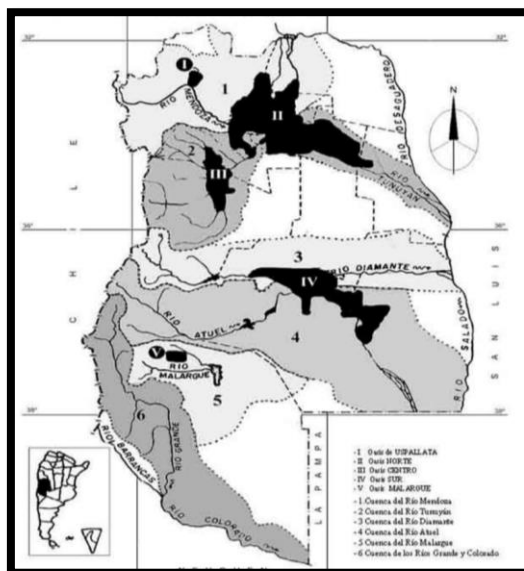 32°
32°
I
1
RIO MENDOZA
II
RIO DESAGUADERO
N
2
III
RIO TUNUYAN
C H I L E
3
RIO DIAMANTE
IV
RIO ATUEL
4
RIO SALADO
SAN LUIS
V
RIO MALARGUE
5
6
RIO GRANDE
RIO BARRANCAS
RIO COLORADO
LA PAMPA
- I Oasis de USPALLATA
- II Oasis NORTE
- III Oasis CENTRO
- IV Oasis SUR
- V Oasis MALARGUE
- 1 Cuenca del Río Mendoza
- 2 Cuenca del Río Tunuyán
- 3 Cuenca del Río Diamante
- 4 Cuenca del Río Atuel
- 5 Cuenca del Río Malargue
- 6 Cuenca de los Ríos Grande y Colorado